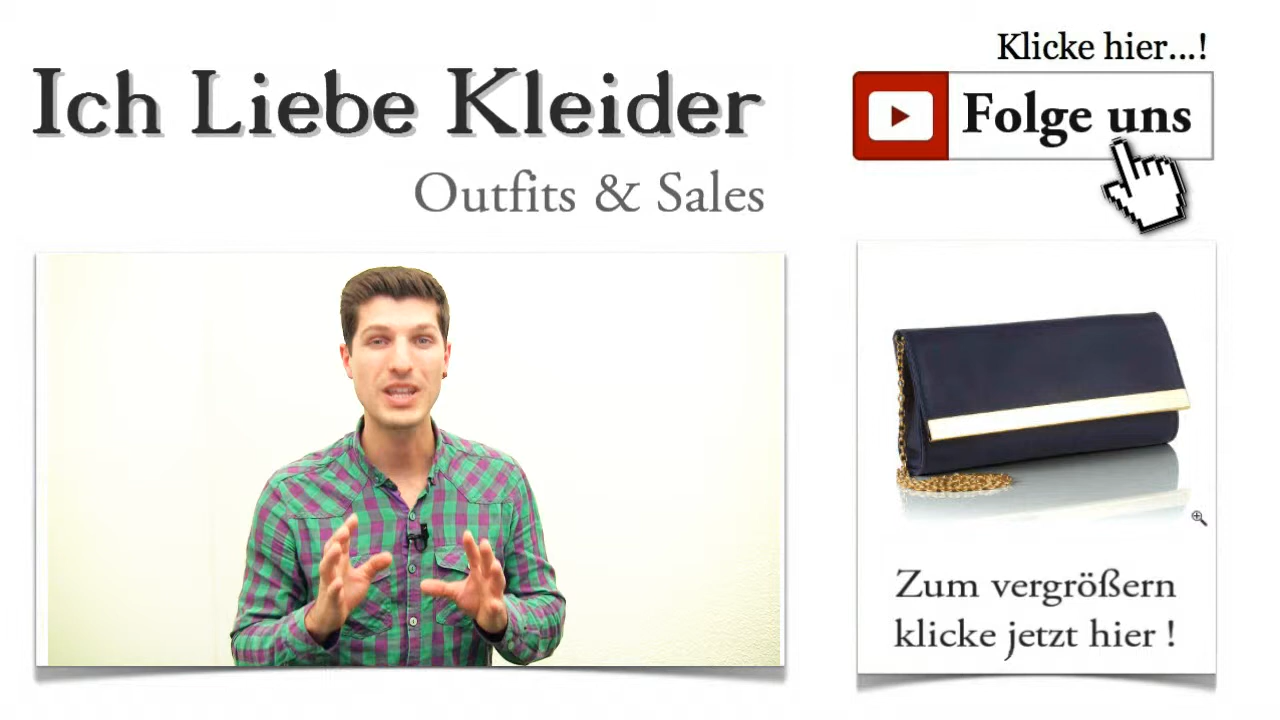 Ich Liebe Kleider
Outfits & Sales
Klicke hier...!
Folge uns
Zum vergrößern
klicke jetzt hier !